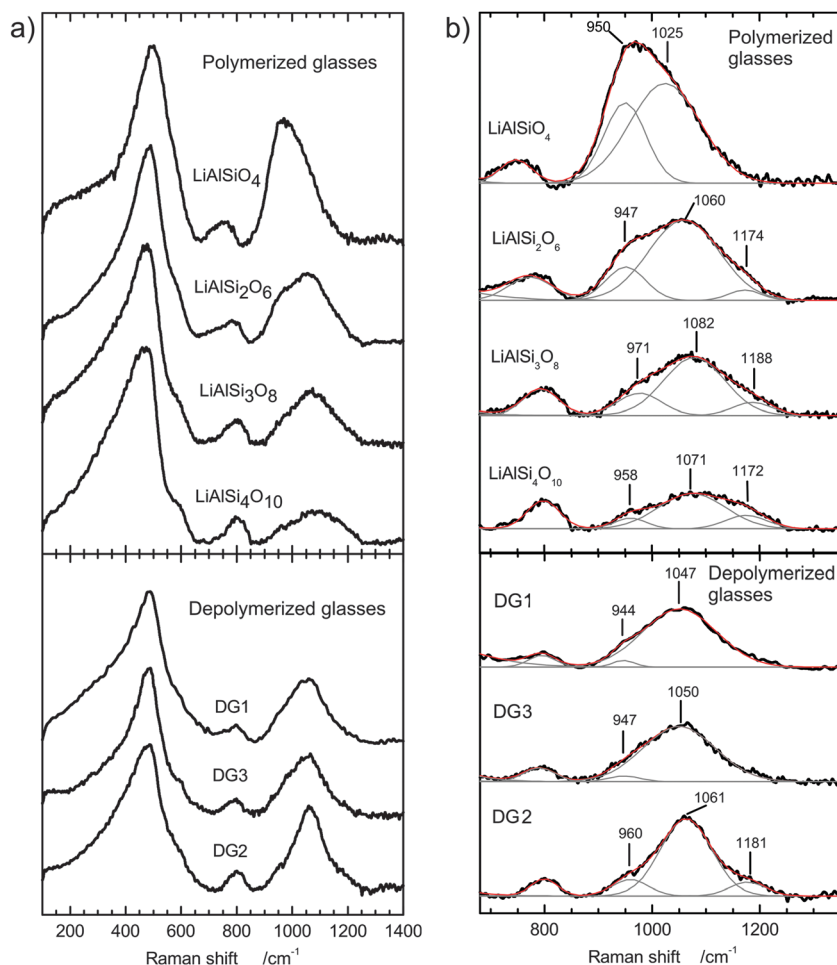 a)
Polymerized glasses
LiAlSiO4
LiAlSi2O6
LiAlSi3O8
LiAlSi4O10
Depolymerized glasses
DG1
DG3
DG2
200 400 600 800 1000 1200 1400
Raman shift /cm-1
b)
950 1025
Polymerized
glasses
LiAlSiO4
947 1060 1174
LiAlSi2O6
971 1082 1188
LiAlSi3O8
958 1071 1172
LiAlSi4O10
1047
Depolymerized
glasses
DG1
944
1050
DG3
947
1061
DG2
960 1181
800 1000 1200
Raman shift /cm-1